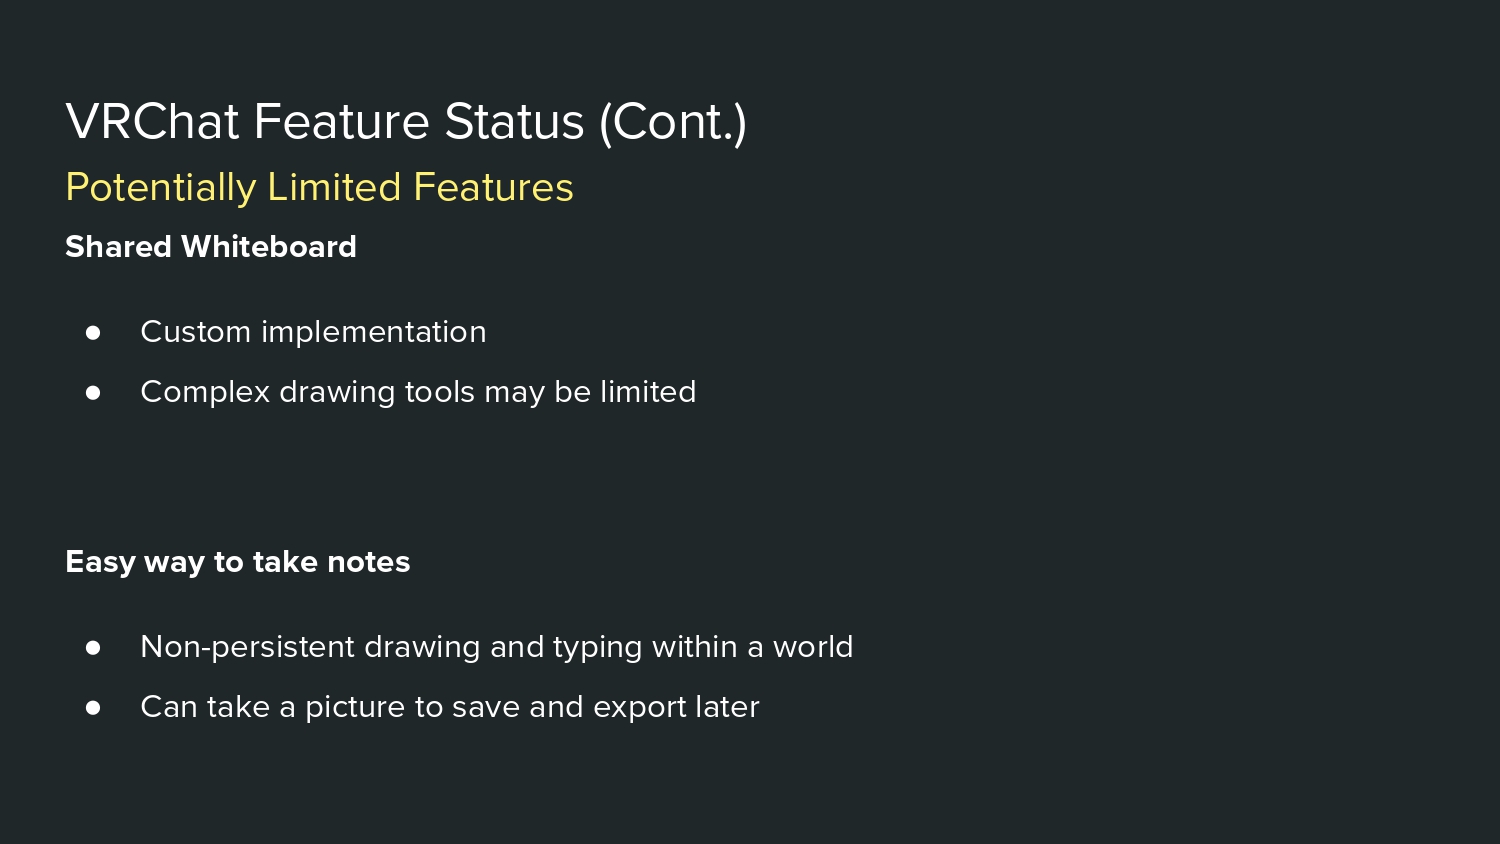 VRChat Feature Status (Cont.)
Potentially Limited Features
Shared Whiteboard
● Custom implementation
● Complex drawing tools may be limited
Easy way to take notes
● Non-persistent drawing and typing within a world
● Can take a picture to save and export later